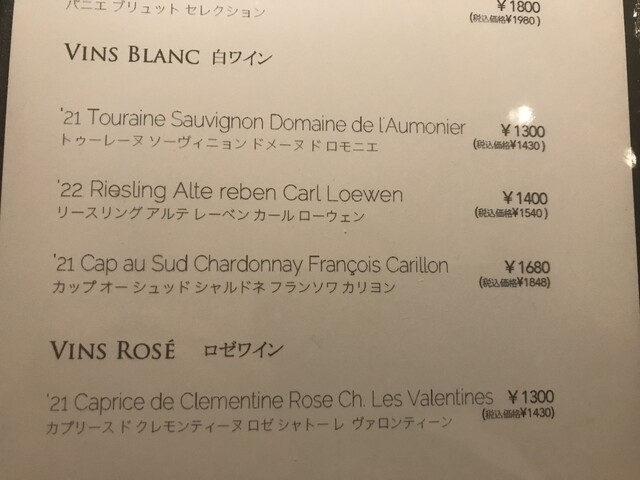 パニエ ブリュット セレクション
¥1800
(税込価格¥1980)
VINS BLANC 白ワイン
'21 Touraine Sauvignon Domaine de l'Aumonier ¥1300
トゥーレーヌ ソーヴィニョン ドメーヌ ド ロモニエ (税込価格¥1430)
'22 Riesling Alte reben Carl Loewen ¥1400
リースリング アルテ レーベン カール ローウェン (税込価格¥1540)
'21 Cap au Sud Chardonnay François Carillon ¥1680
カップ オー シュッド シャルドネ フランソワ カリヨン (税込価格¥1848)
VINS ROSÉ ロゼワイン
'21 Caprice de Clementine Rose Ch. Les Valentines ¥1300
カプリース ド クレモンティーヌ ロゼ シャトー レ ヴァロンティーン (税込価格¥1430)